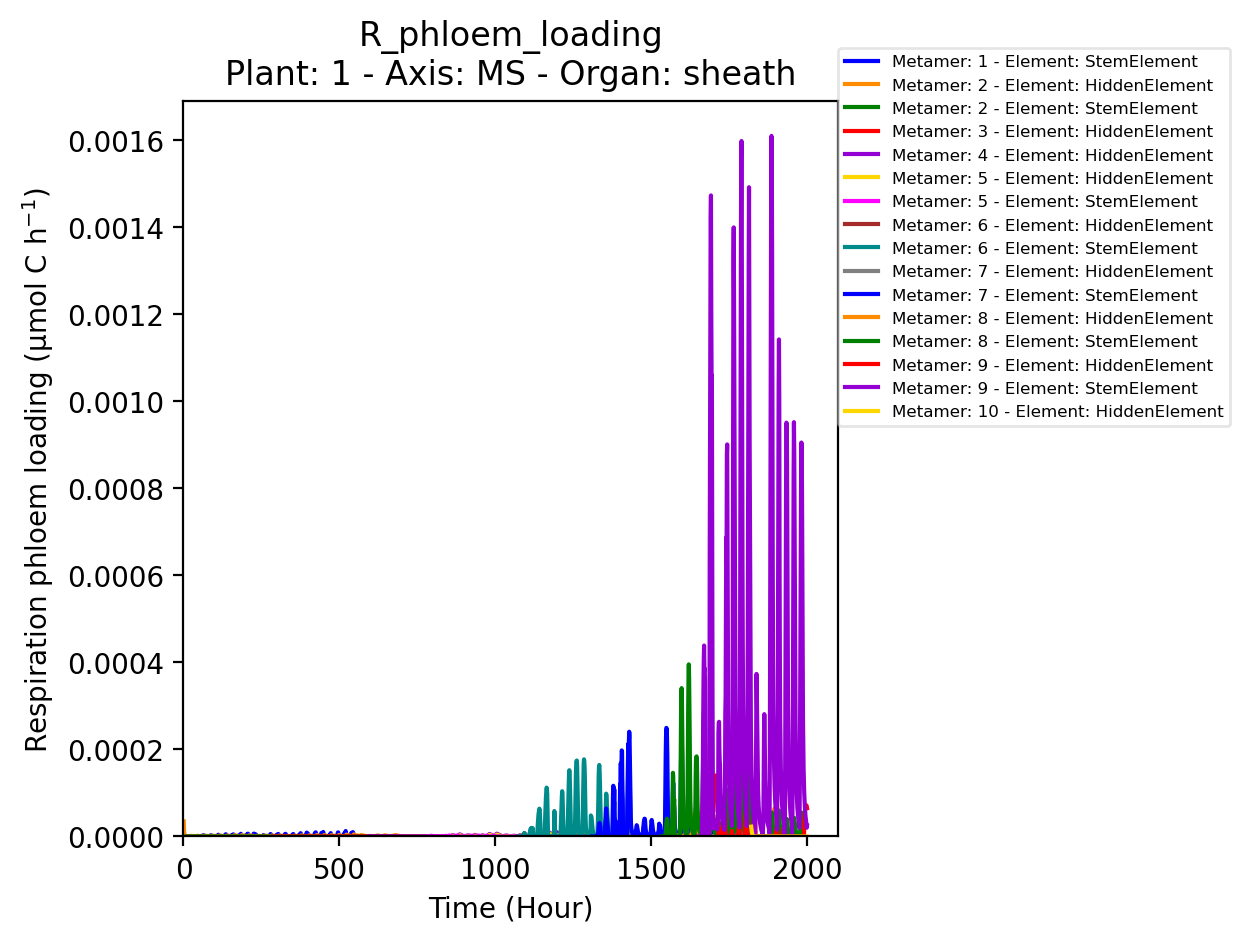 R_phloem_loading
Plant: 1 - Axis: MS - Organ: sheath
Metamer: 1 - Element: StemElement
Metamer: 2 - Element: HiddenElement
Metamer: 2 - Element: StemElement
Metamer: 3 - Element: HiddenElement
Metamer: 4 - Element: HiddenElement
Metamer: 5 - Element: HiddenElement
Metamer: 5 - Element: StemElement
Metamer: 6 - Element: HiddenElement
Metamer: 6 - Element: StemElement
Metamer: 7 - Element: HiddenElement
Metamer: 7 - Element: StemElement
Metamer: 8 - Element: HiddenElement
Metamer: 8 - Element: StemElement
Metamer: 9 - Element: HiddenElement
Metamer: 9 - Element: StemElement
Metamer: 10 - Element: HiddenElement
Respiration phloem loading (µmol C h⁻¹)
0.0016
0.0014
0.0012
0.0010
0.0008
0.0006
0.0004
0.0002
0.0000
0 500 1000 1500 2000
Time (Hour)